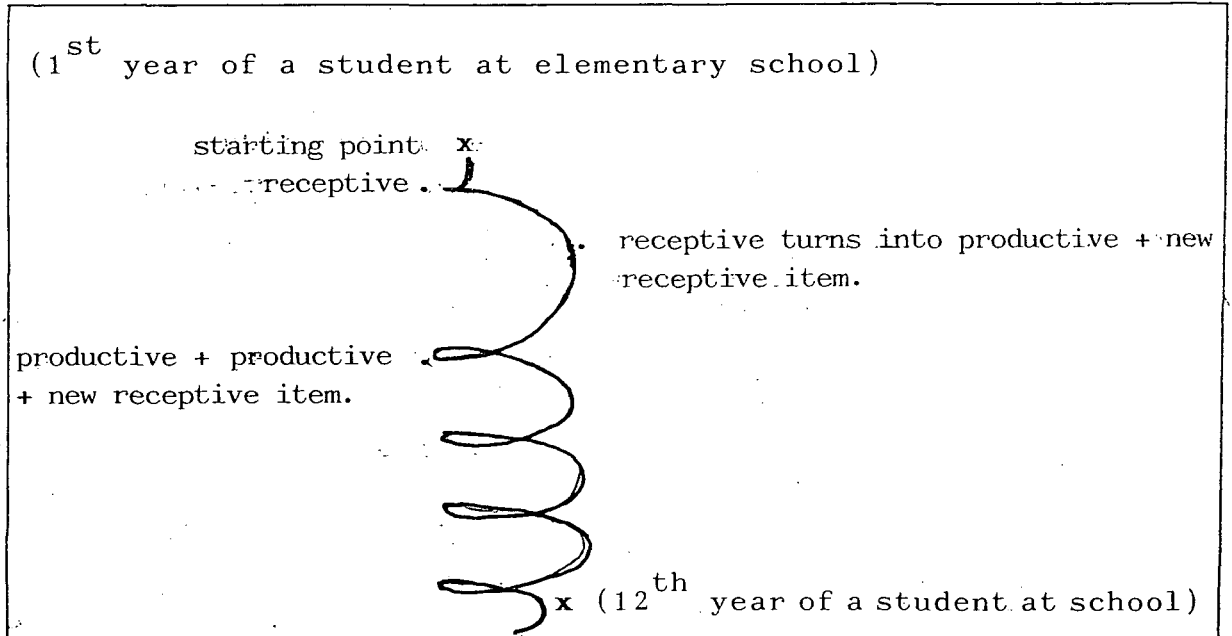 (1st year of a student at elementary school)
starting point x
receptive .
. receptive turns into productive + new
receptive item.
productive + productive .
+ new receptive item.
x (12th year of a student at school)